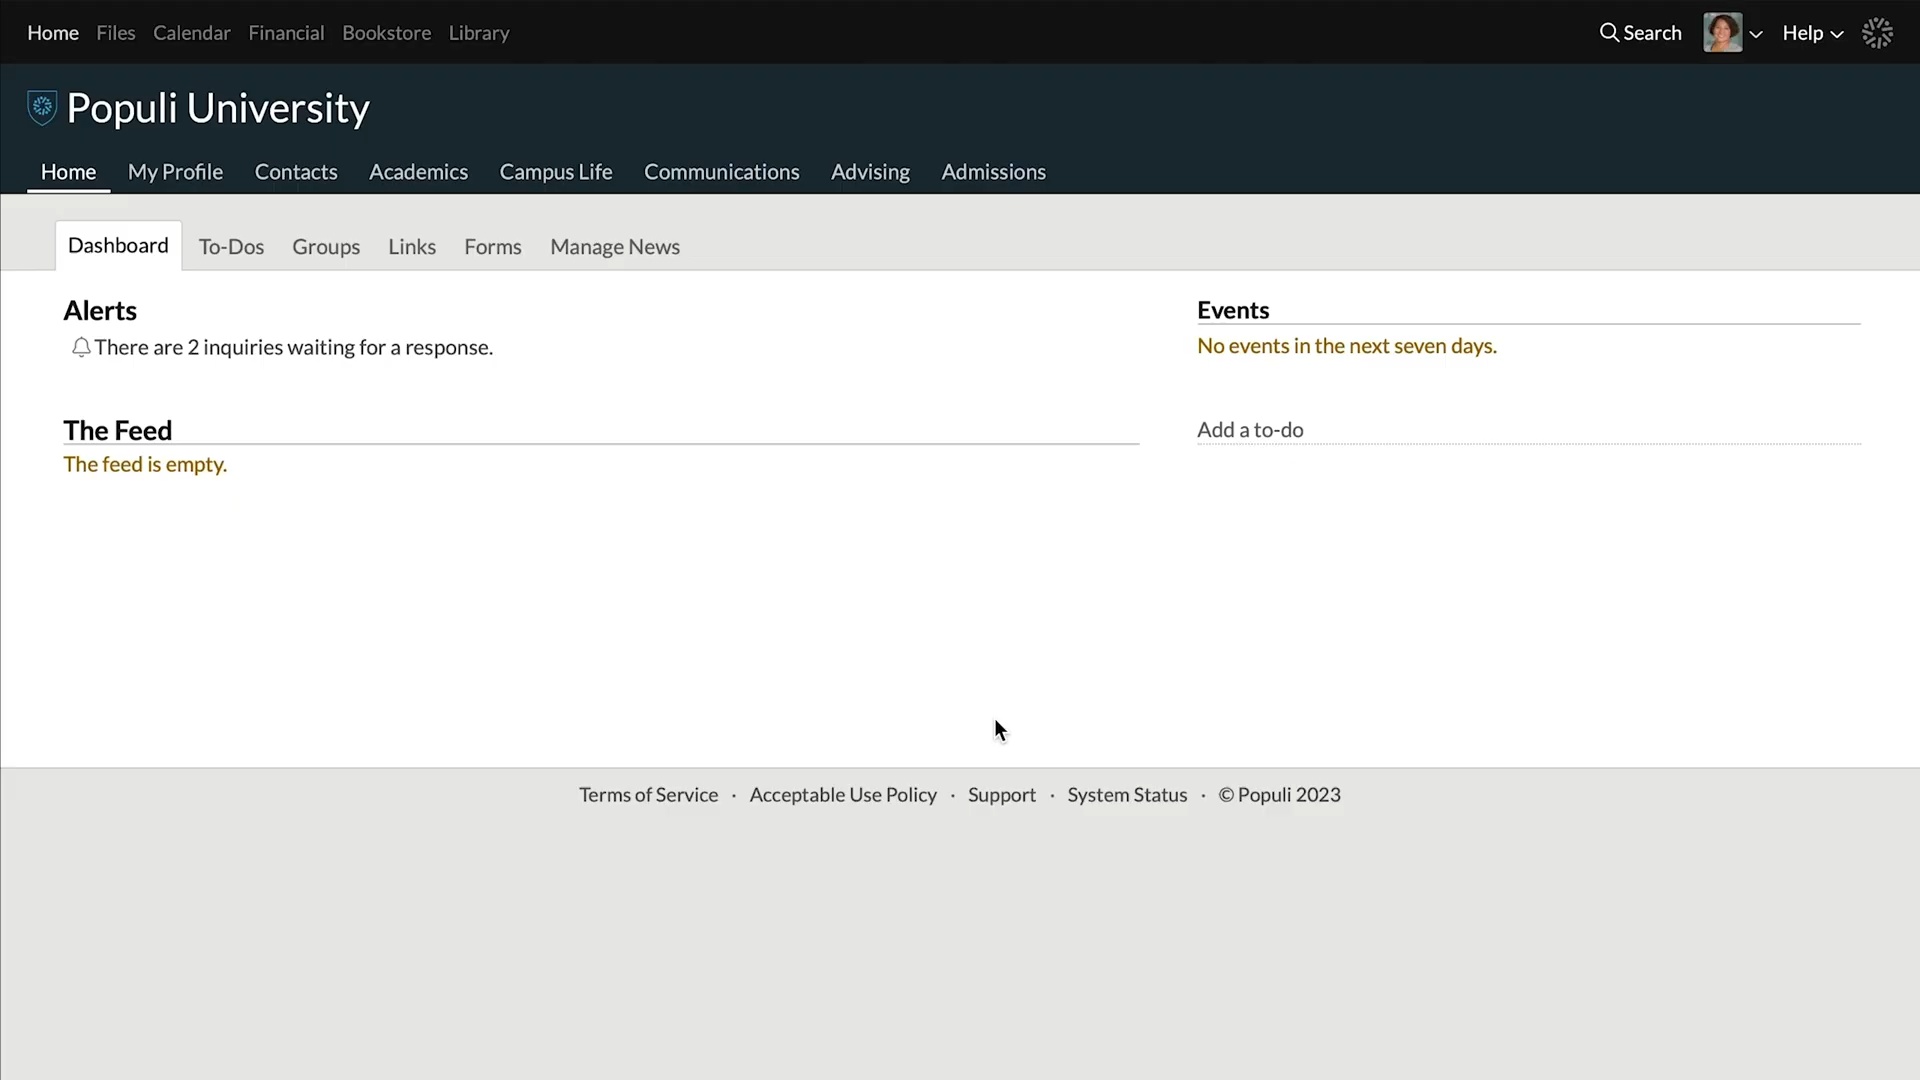 Home Files Calendar Financial Bookstore Library Search Help
Populi University
Home My Profile Contacts Academics Campus Life Communications Advising Admissions
Dashboard To-Dos Groups Links Forms Manage News
Alerts
There are 2 inquiries waiting for a response.
The Feed
The feed is empty.
Events
No events in the next seven days.
Add a to-do
Terms of Service · Acceptable Use Policy · Support · System Status · © Populi 2023